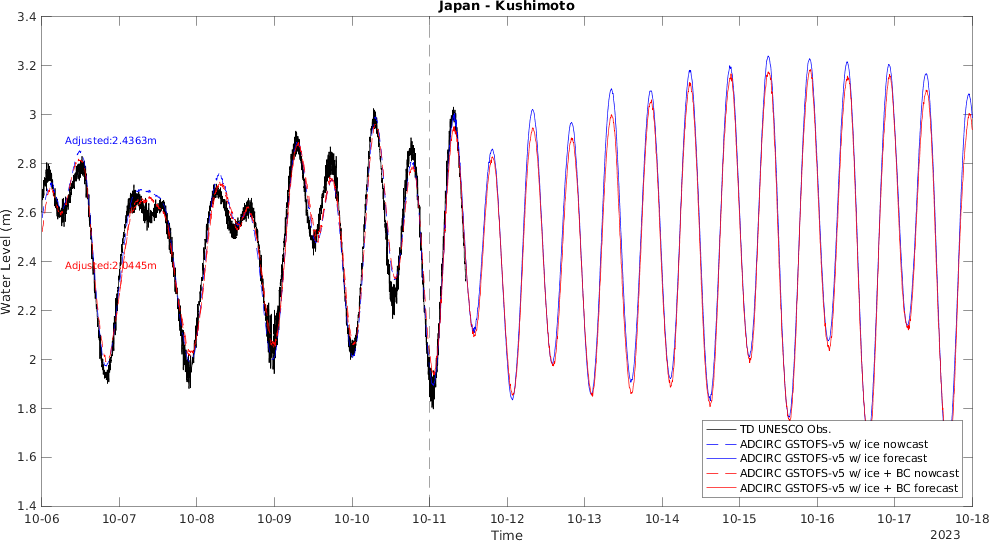 Japan - Kushimoto
3.4
3.2
3
2.8
2.6
2.4
2.2
2
1.8
1.6
1.4
Water Level (m)
Adjusted:2.4363m
Adjusted:2.0445m
TD UNESCO Obs.
ADCIRC GSTOFS-v5 w/ ice nowcast
ADCIRC GSTOFS-v5 w/ ice forecast
ADCIRC GSTOFS-v5 w/ ice + BC nowcast
ADCIRC GSTOFS-v5 w/ ice + BC forecast
10-06 10-07 10-08 10-09 10-10 10-11 10-12 10-13 10-14 10-15 10-16 10-17 10-18
Time
2023